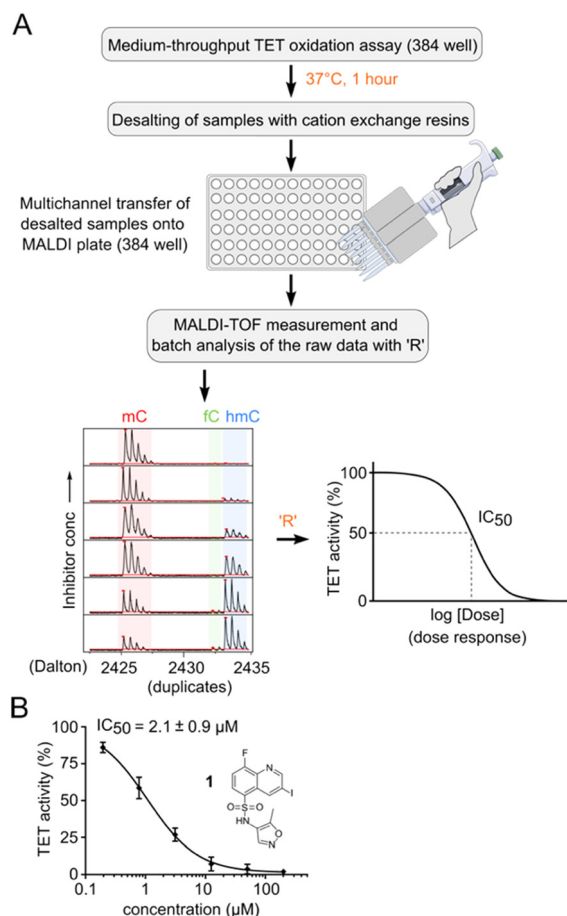 A
Medium-throughput TET oxidation assay (384 well)
37°C, 1 hour
Desalting of samples with cation exchange resins
Multichannel transfer of
desalted samples onto
MALDI plate (384 well)
MALDI-TOF measurement and
batch analysis of the raw data with 'R'
mC fC hmC
Inhibitor conc
(Dalton) 2425 2430 2435
(duplicates)
'R'
TET activity (%)
100
50
0
IC50
log [Dose]
(dose response)
B
IC50 = 2.1 ± 0.9 µM
TET activity (%)
100
75
50
25
0
0.1 1 10 100
concentration (µM)
1
F
N
I
O=S=O
HN
N
O